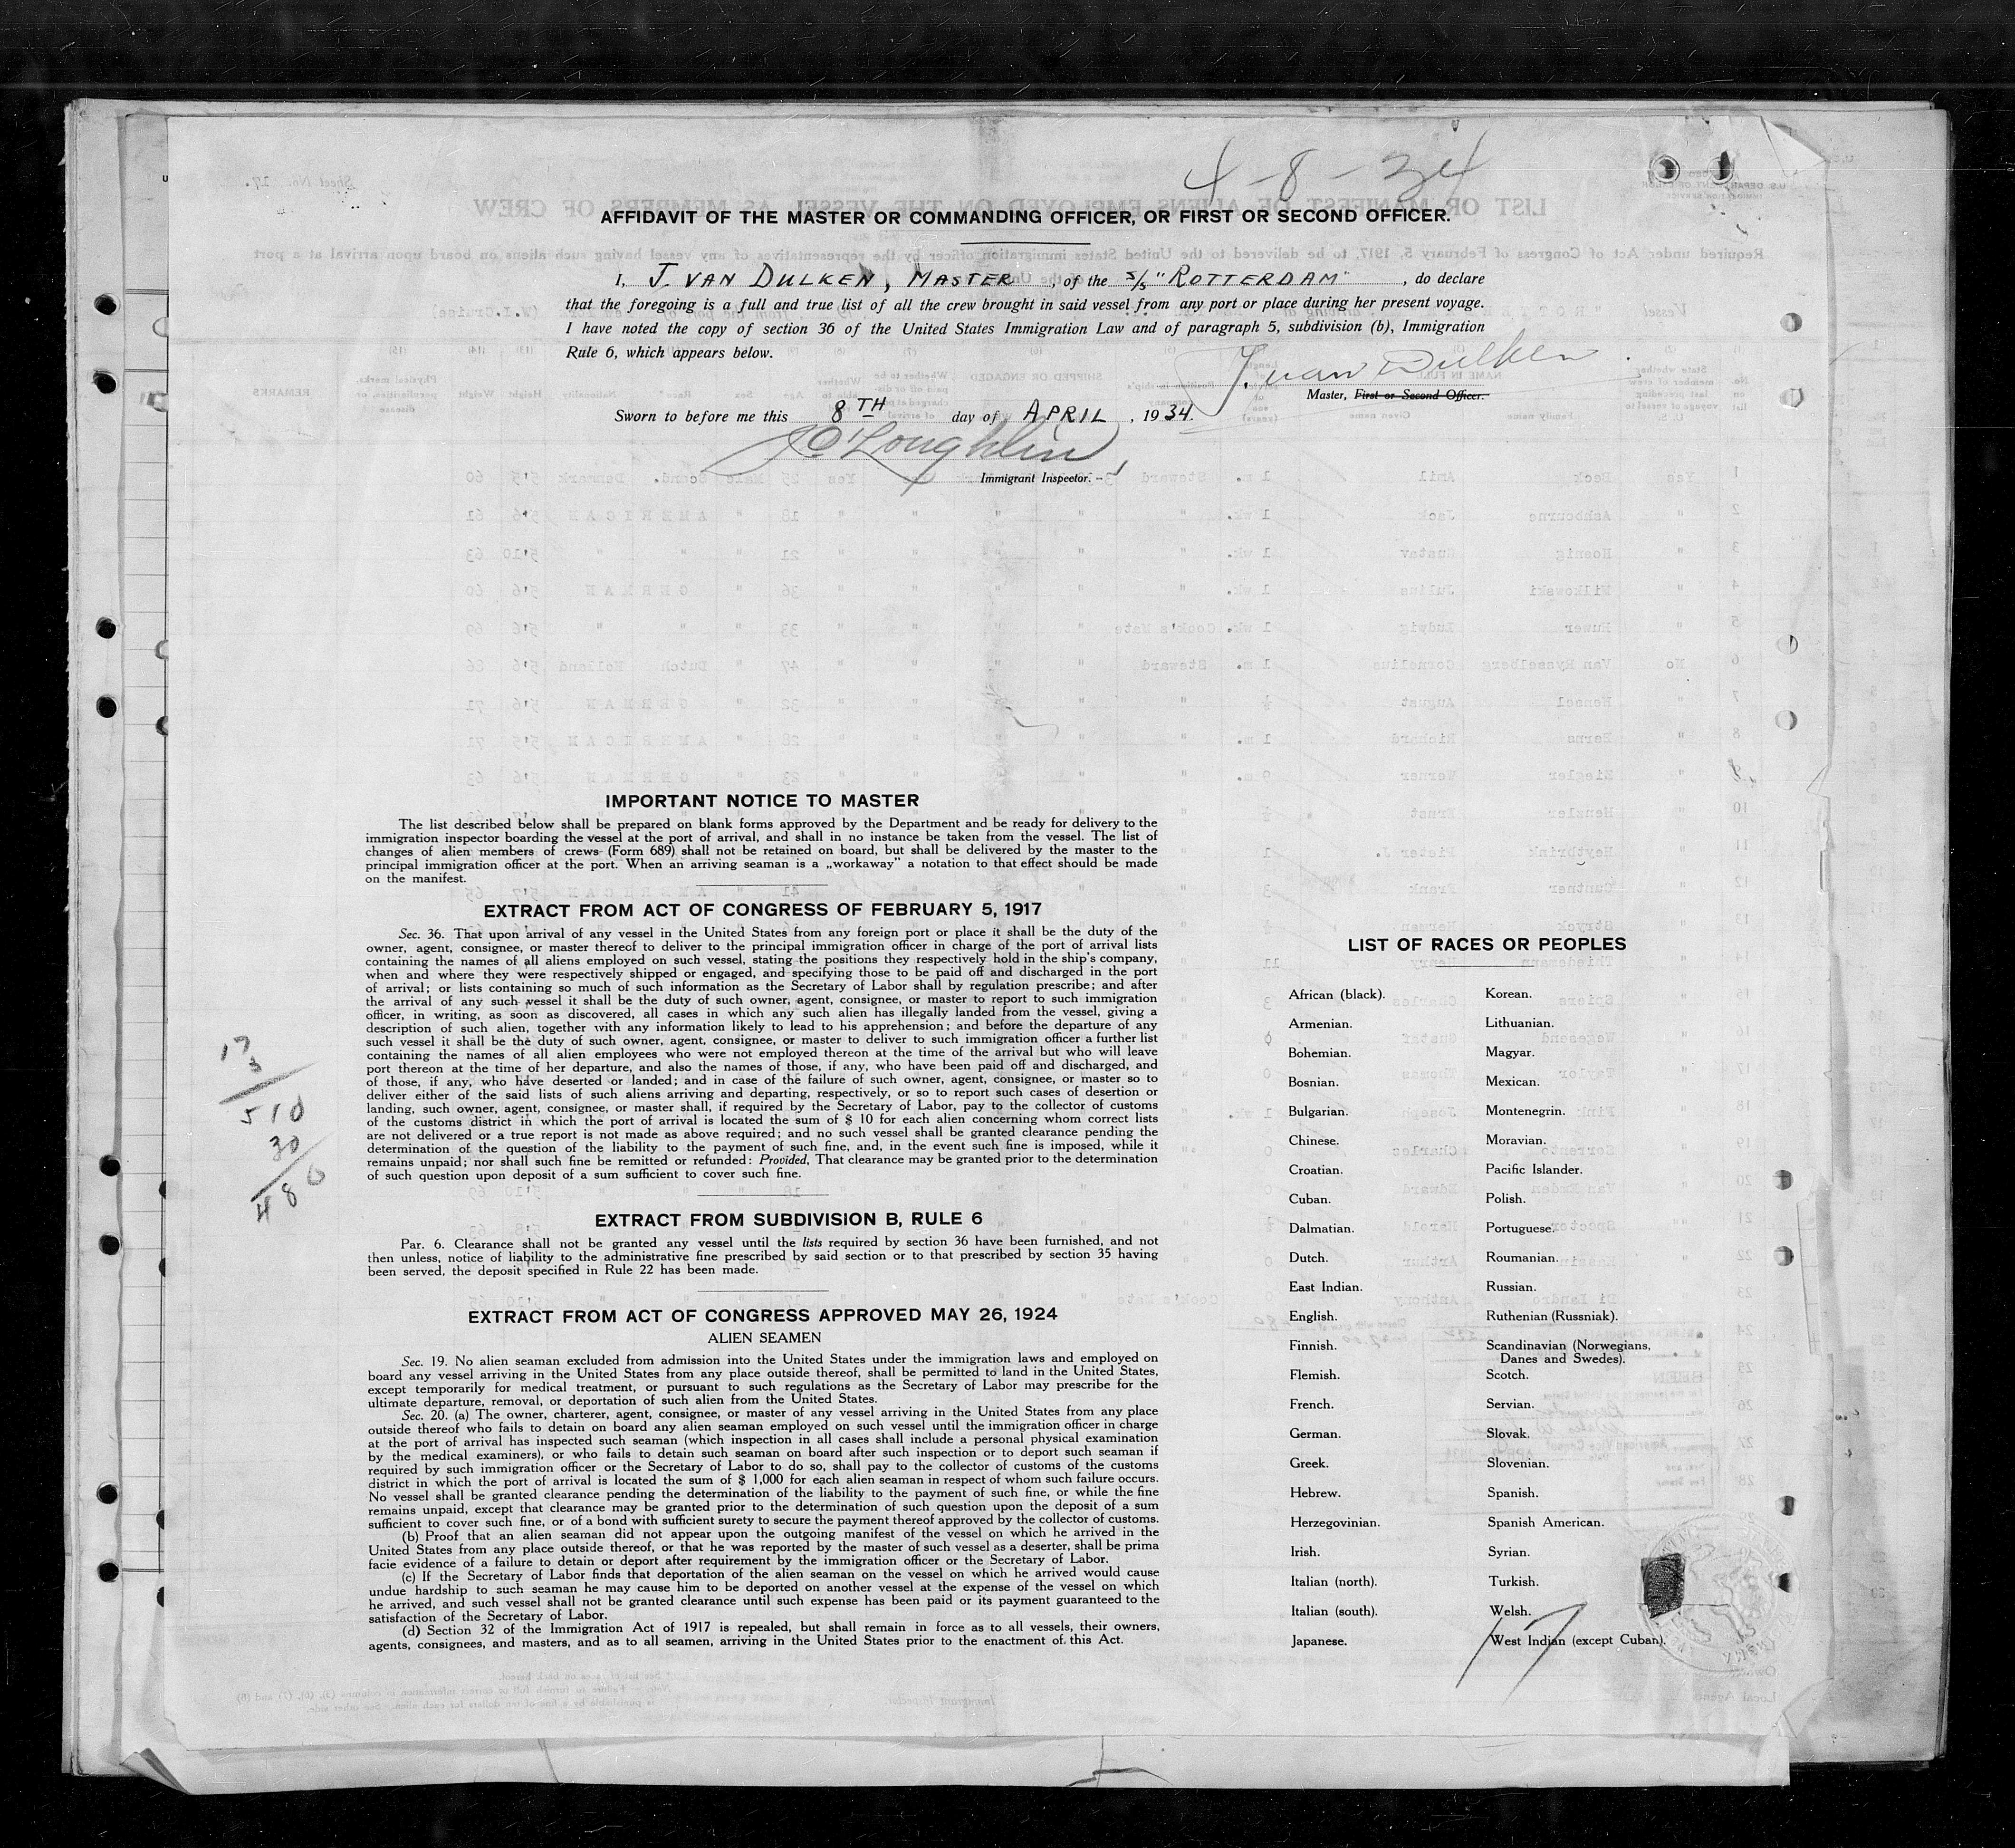 4-8-34
AFFIDAVIT OF THE MASTER OR COMMANDING OFFICER, OR FIRST OR SECOND OFFICER.
I, J. VAN DULKEN, MASTER, of the S/S "ROTTERDAM", do declare
that the foregoing is a full and true list of all the crew brought in said vessel from any port or place during her present voyage.
I have noted the copy of section 36 of the United States Immigration Law and of paragraph 5, subdivision (b), Immigration
Rule 6, which appears below.
J. van Dulken.
Master, First or Second Officer.
Sworn to before me this 8TH day of APRIL, 1934.
O'Loughlin
Immigrant Inspector.
IMPORTANT NOTICE TO MASTER
The list described below shall be prepared on blank forms approved by the Department and be ready for delivery to the
immigration inspector boarding the vessel at the port of arrival, and shall in no instance be taken from the vessel. The list of
changes of alien members of crews (Form 689) shall not be retained on board, but shall be delivered by the master to the
principal immigration officer at the port. When an arriving seaman is a „workaway" a notation to that effect should be made
on the manifest.
EXTRACT FROM ACT OF CONGRESS OF FEBRUARY 5, 1917
Sec. 36. That upon arrival of any vessel in the United States from any foreign port or place it shall be the duty of the
owner, agent, consignee, or master thereof to deliver to the principal immigration officer in charge of the port of arrival lists
containing the names of all aliens employed on such vessel, stating the positions they respectively hold in the ship's company,
when and where they were respectively shipped or engaged, and specifying those to be paid off and discharged in the port
of arrival; or lists containing so much of such information as the Secretary of Labor shall by regulation prescribe; and after
the arrival of any such vessel it shall be the duty of such owner, agent, consignee, or master to report to such immigration
officer, in writing, as soon as discovered, all cases in which any such alien has illegally landed from the vessel, giving a
description of such alien, together with any information likely to lead to his apprehension; and before the departure of any
such vessel it shall be the duty of such owner, agent, consignee, or master to deliver to such immigration officer a further list
containing the names of all alien employees who were not employed thereon at the time of the arrival but who will leave
port thereon at the time of her departure, and also the names of those, if any, who have been paid off and discharged, and
of those, if any, who have deserted or landed; and in case of the failure of such owner, agent, consignee, or master so to
deliver either of the said lists of such aliens arriving and departing, respectively, or so to report such cases of desertion or
landing, such owner, agent, consignee, or master shall, if required by the Secretary of Labor, pay to the collector of customs
of the customs district in which the port of arrival is located the sum of $ 10 for each alien concerning whom correct lists
are not delivered or a true report is not made as above required; and no such vessel shall be granted clearance pending the
determination of the question of the liability to the payment of such fine, and, in the event such fine is imposed, while it
remains unpaid; nor shall such fine be remitted or refunded: Provided, That clearance may be granted prior to the determination
of such question upon deposit of a sum sufficient to cover such fine.
17
3
510
30
480
EXTRACT FROM SUBDIVISION B, RULE 6
Par. 6. Clearance shall not be granted any vessel until the lists required by section 36 have been furnished, and not
then unless, notice of liability to the administrative fine prescribed by said section or to that prescribed by section 35 having
been served, the deposit specified in Rule 22 has been made.
EXTRACT FROM ACT OF CONGRESS APPROVED MAY 26, 1924
ALIEN SEAMEN
Sec. 19. No alien seaman excluded from admission into the United States under the immigration laws and employed on
board any vessel arriving in the United States from any place outside thereof, shall be permitted to land in the United States,
except temporarily for medical treatment, or pursuant to such regulations as the Secretary of Labor may prescribe for the
ultimate departure, removal, or deportation of such alien from the United States.
Sec. 20. (a) The owner, charterer, agent, consignee, or master of any vessel arriving in the United States from any place
outside thereof who fails to detain on board any alien seaman employed on such vessel until the immigration officer in charge
at the port of arrival has inspected such seaman (which inspection in all cases shall include a personal physical examination
by the medical examiners), or who fails to detain such seaman on board after such inspection or to deport such seaman if
required by such immigration officer or the Secretary of Labor to do so, shall pay to the collector of customs of the customs
district in which the port of arrival is located the sum of $ 1,000 for each alien seaman in respect of whom such failure occurs.
No vessel shall be granted clearance pending the determination of the liability to the payment of such fine, or while the fine
remains unpaid, except that clearance may be granted prior to the determination of such question upon the deposit of a sum
sufficient to cover such fine, or of a bond with sufficient surety to secure the payment thereof approved by the collector of customs.
(b) Proof that an alien seaman did not appear upon the outgoing manifest of the vessel on which he arrived in the
United States from any place outside thereof, or that he was reported by the master of such vessel as a deserter, shall be prima
facie evidence of a failure to detain or deport after requirement by the immigration officer or the Secretary of Labor.
(c) If the Secretary of Labor finds that deportation of the alien seaman on the vessel on which he arrived would cause
undue hardship to such seaman he may cause him to be deported on another vessel at the expense of the vessel on which
he arrived, and such vessel shall not be granted clearance until such expense has been paid or its payment guaranteed to the
satisfaction of the Secretary of Labor.
(d) Section 32 of the Immigration Act of 1917 is repealed, but shall remain in force as to all vessels, their owners,
agents, consignees, and masters, and as to all seamen, arriving in the United States prior to the enactment of this Act.
LIST OF RACES OR PEOPLES
African (black).
Armenian.
Bohemian.
Bosnian.
Bulgarian.
Chinese.
Croatian.
Cuban.
Dalmatian.
Dutch.
East Indian.
English.
Finnish.
Flemish.
French.
German.
Greek.
Hebrew.
Herzegovinian.
Irish.
Italian (north).
Italian (south).
Japanese.
Korean.
Lithuanian.
Magyar.
Mexican.
Montenegrin.
Moravian.
Pacific Islander.
Polish.
Portuguese.
Roumanian.
Russian.
Ruthenian (Russniak).
Scandinavian (Norwegians,
Danes and Swedes).
Scotch.
Servian.
Slovak.
Slovenian.
Spanish.
Spanish American.
Syrian.
Turkish.
Welsh.
West Indian (except Cuban).
17